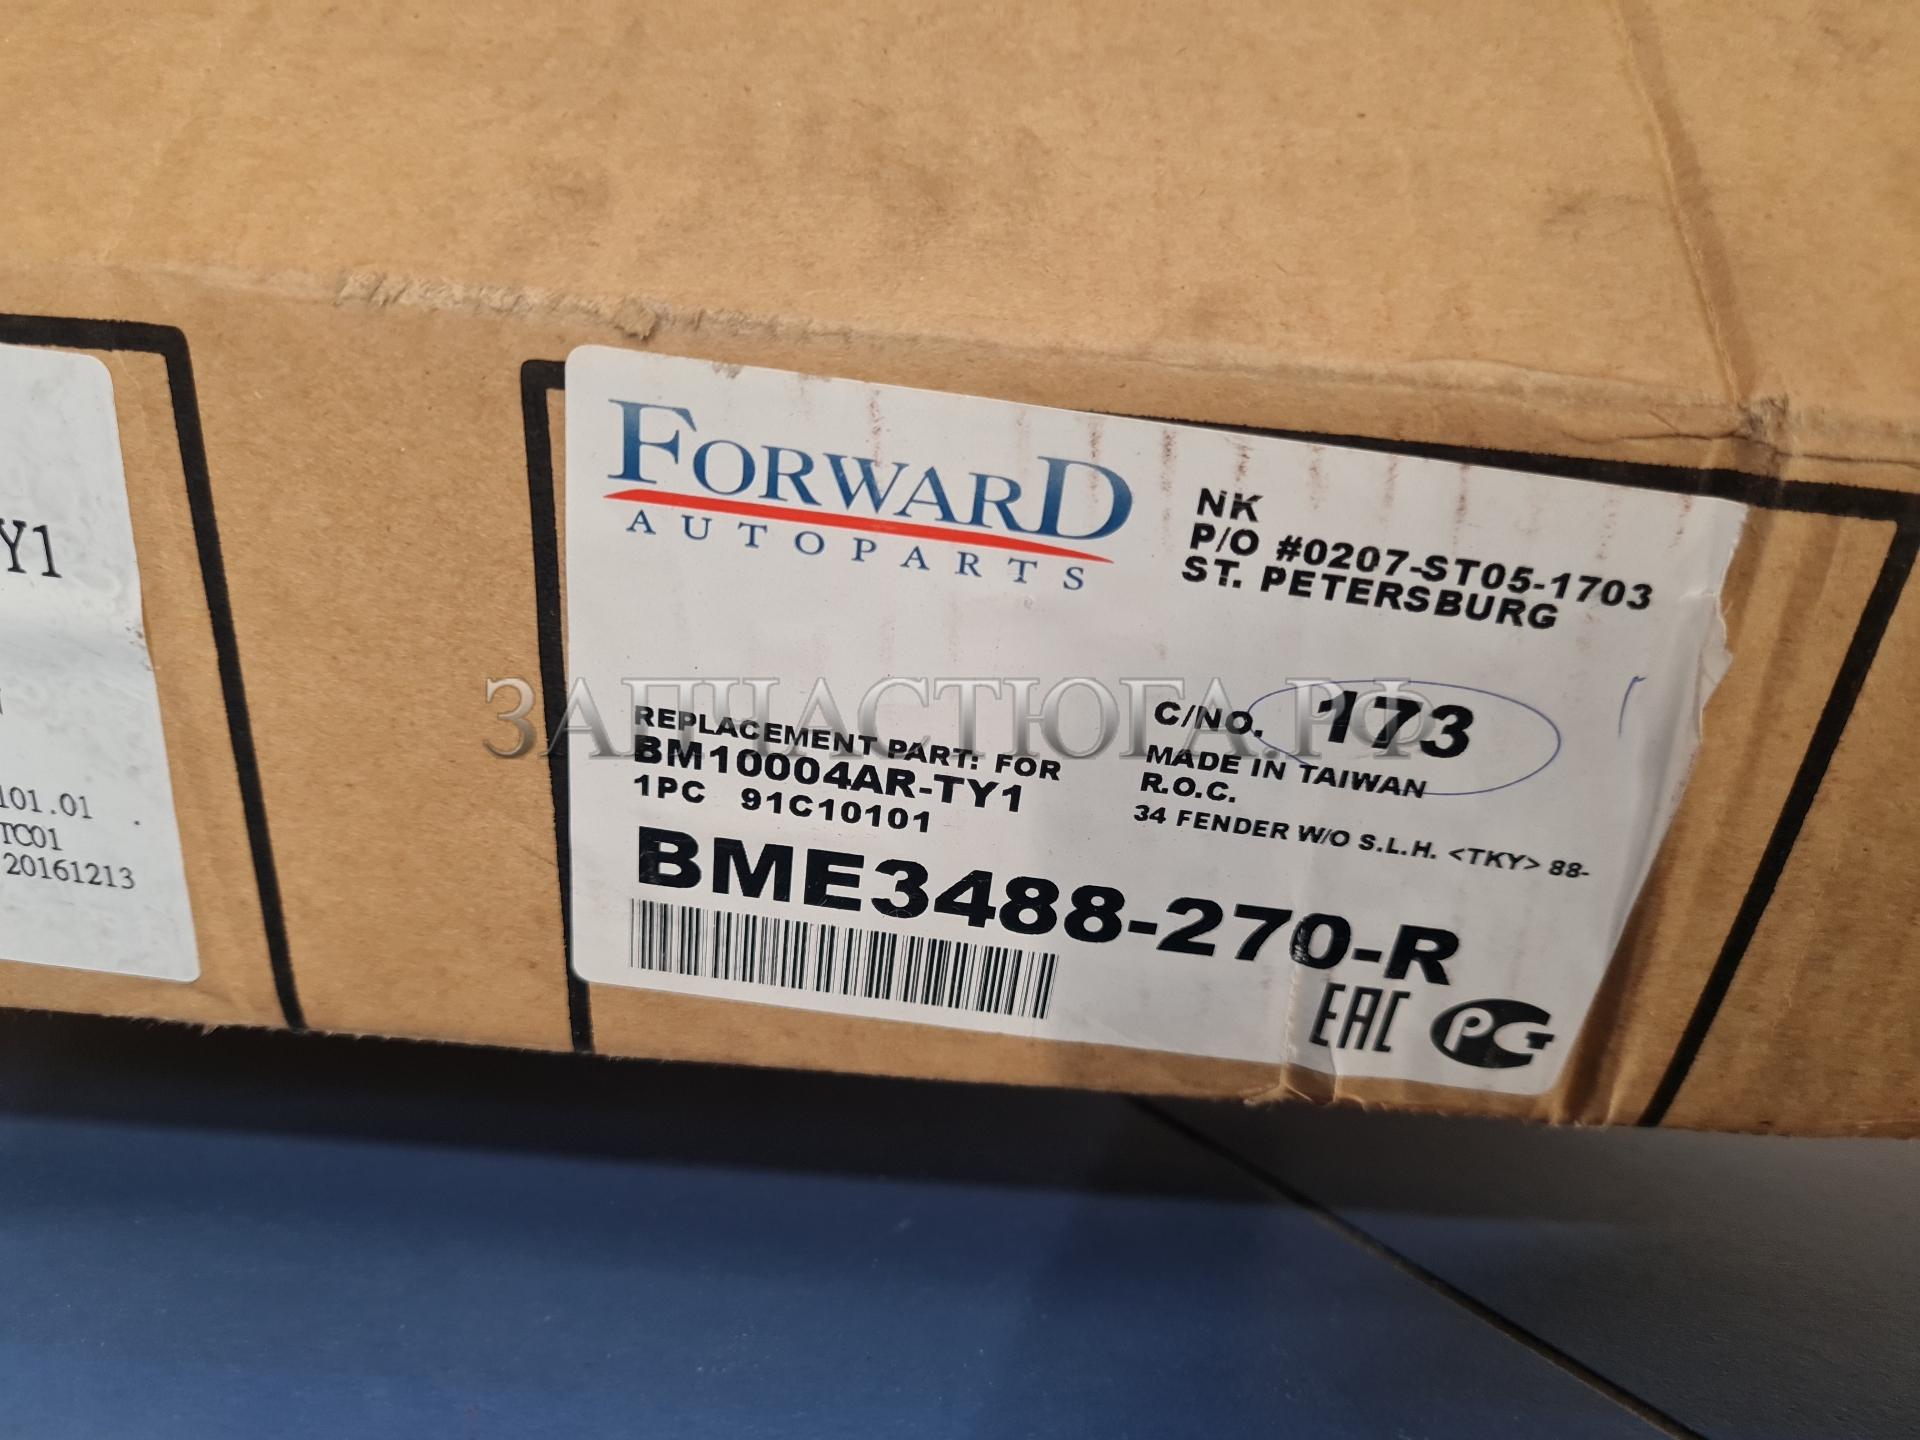 Y1
101.01
TC01
20161213
FORWARD
AUTOPARTS
NK
P/O #0207-ST05-1703
ST. PETERSBURG
ЗАПЧАСТЮГА.РФ
REPLACEMENT PART: FOR
BM10004AR-TY1
1PC 91C10101
C/NO. 173
MADE IN TAIWAN
R.O.C.
34 FENDER W/O S.L.H. <TKY> 88-
BME3488-270-R
EAC
РСТ